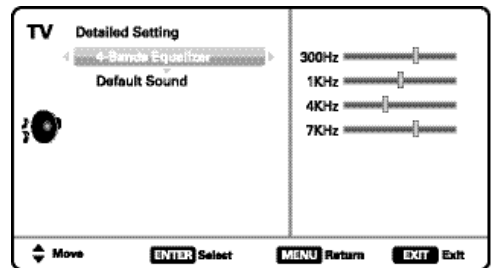 TV Detailed Setting
4-Bands Equalizer
Default Sound
300Hz
1KHz
4KHz
7KHz
Move ENTER Select MENU Return EXIT Exit